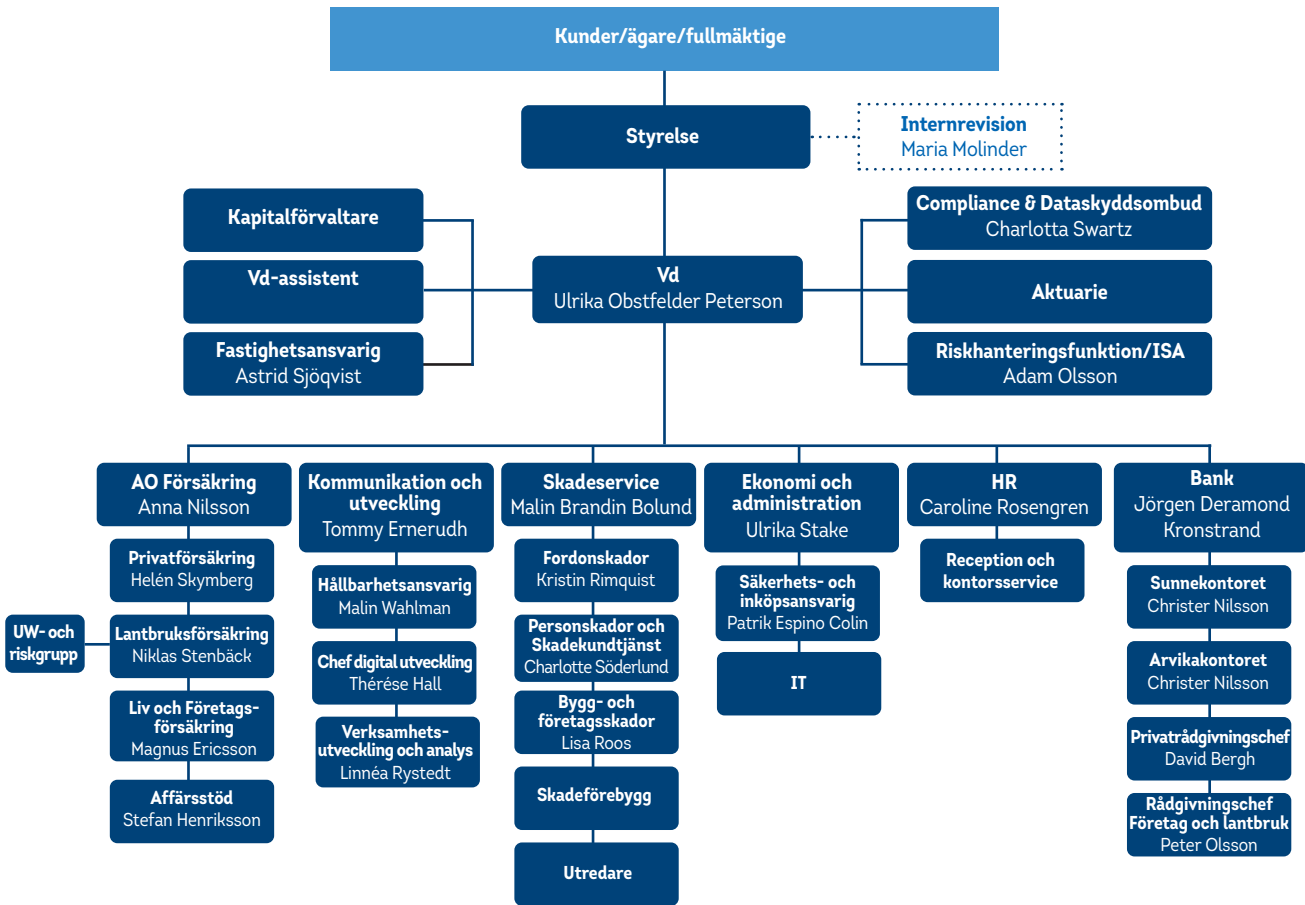 Kunder/ägare/fullmäktige
Styrelse
Internrevision
Maria Molinder
Kapitalförvaltare
Vd-assistent
Fastighetsansvarig
Astrid Sjöqvist
Vd
Ulrika Obstfelder Peterson
Compliance & Dataskyddsombud
Charlotta Swartz
Aktuarie
Riskhanteringsfunktion/ISA
Adam Olsson
AO Försäkring
Anna Nilsson
Privatförsäkring
Helén Skymberg
UW- och
riskgrupp
Lantbruksförsäkring
Niklas Stenbäck
Liv och Företags-
försäkring
Magnus Ericsson
Affärsstöd
Stefan Henriksson
Kommunikation och
utveckling
Tommy Ernerudh
Hållbarhetsansvarig
Malin Wahlman
Chef digital utveckling
Thérése Hall
Verksamhets-
utveckling och analys
Linnéa Rystedt
Skadeservice
Malin Brandin Bolund
Fordonskador
Kristin Rimquist
Personskador och
Skadekundtjänst
Charlotte Söderlund
Bygg- och
företagsskador
Lisa Roos
Skadeförebygg
Utredare
Ekonomi och
administration
Ulrika Stake
Säkerhets- och
inköpsansvarig
Patrik Espino Colin
IT
HR
Caroline Rosengren
Reception och
kontorsservice
Bank
Jörgen Deramond
Kronstrand
Sunnekontoret
Christer Nilsson
Arvikakontoret
Christer Nilsson
Privatrådgivningschef
David Bergh
Rådgivningschef
Företag och lantbruk
Peter Olsson